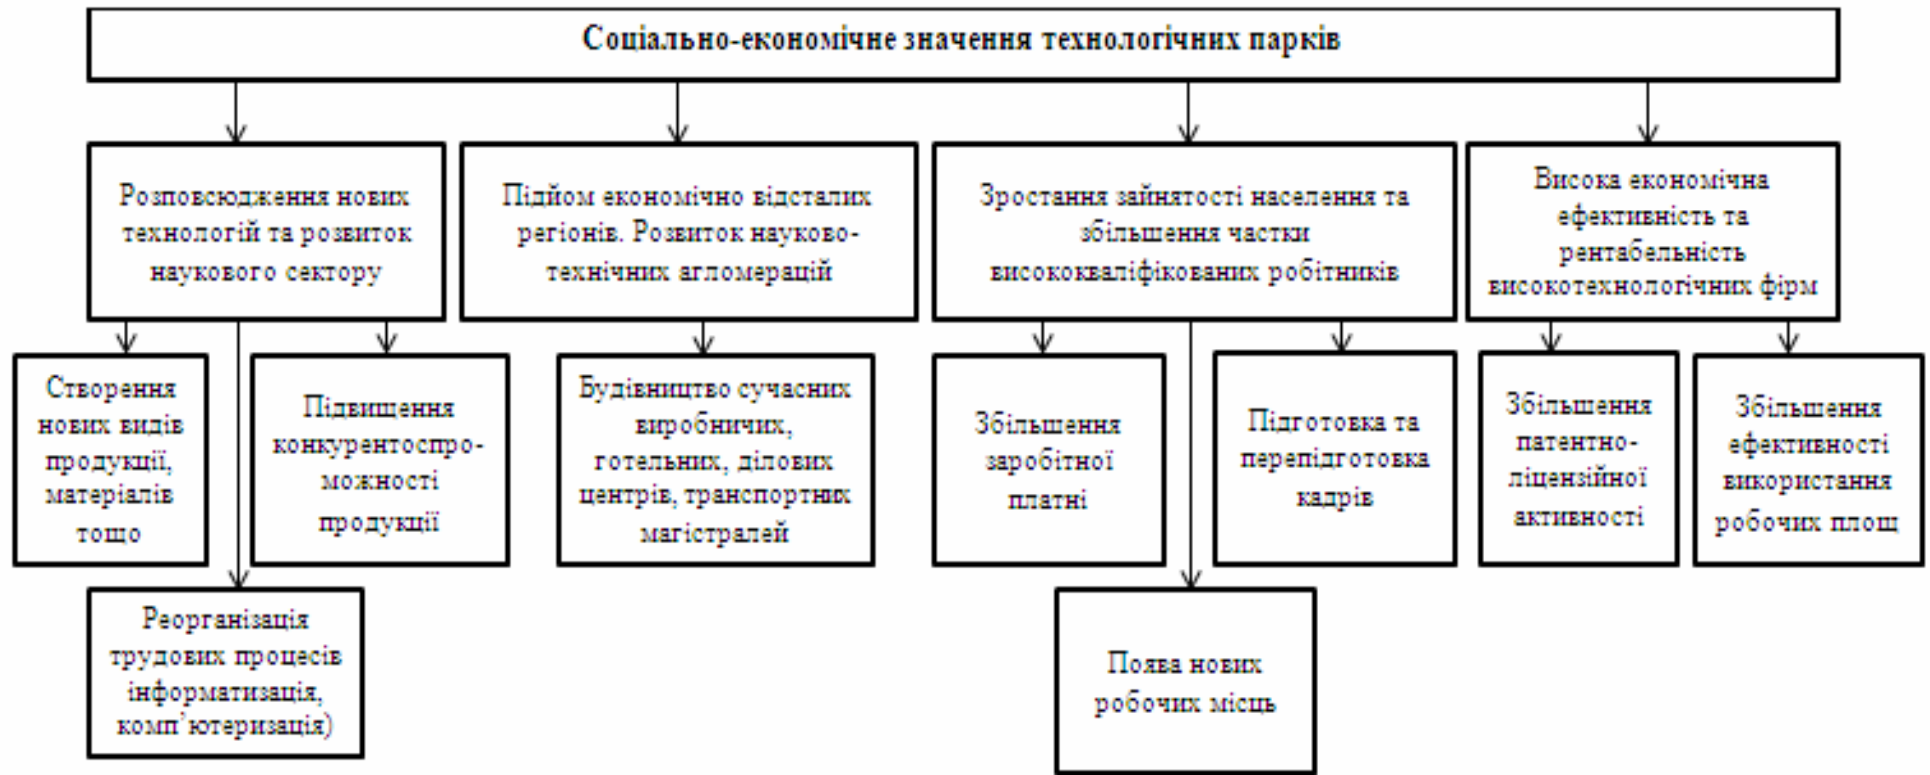 Соціально-економічне значення технологічних парків
Розповсюдження нових
технологій та розвиток
наукового сектору
Підйом економічно відсталих
регіонів. Розвиток науково-
технічних агломерацій
Зростання зайнятості населення та
збільшення частки
висококваліфікованих робітників
Висока економічна
ефективність та
рентабельність
високотехнологічних фірм
Створення
нових видів
продукції,
матеріалів
тощо
Підвищення
конкурентоспро-
можності
продукції
Будівництво сучасних
виробничих,
готельних, ділових
центрів, транспортних
магістралей
Збільшення
заробітної
платні
Підготовка та
перепідготовка
кадрів
Збільшення
патентно-
ліцензійної
активності
Збільшення
ефективності
використання
робочих площ
Реорганізація
трудових процесів
інформатизація,
комп’ютеризація)
Поява нових
робочих місць